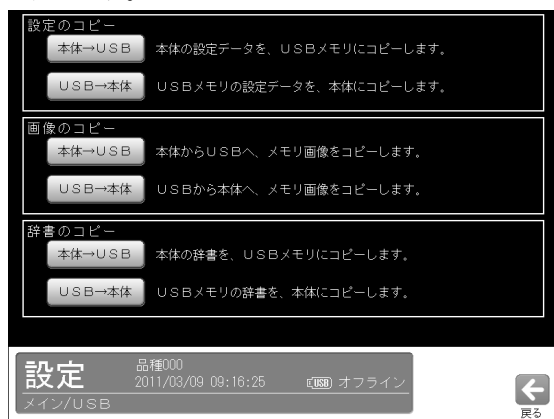 設定のコピー
本体→USB 本体の設定データを、USBメモリにコピーします。
USB→本体 USBメモリの設定データを、本体にコピーします。
画像のコピー
本体→USB 本体からUSBへ、メモリ画像をコピーします。
USB→本体 USBから本体へ、メモリ画像をコピーします。
辞書のコピー
本体→USB 本体の辞書を、USBメモリにコピーします。
USB→本体 USBメモリの辞書を、本体にコピーします。
設定 品種000
2011/03/09 09:16:25 USB オフライン
メイン/USB
戻る